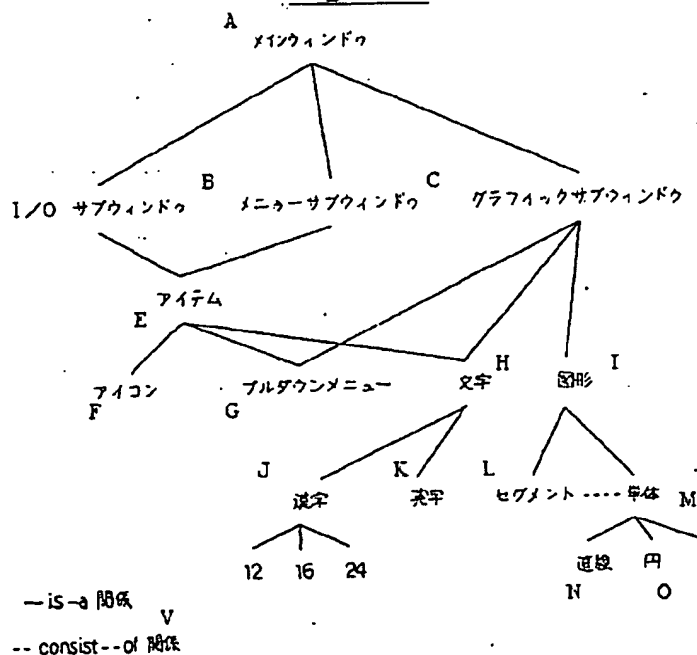 A
メインウィンドゥ
I/O サブウィンドゥ B メニューサブウィンドゥ C グラフィックサブ・ウィンドゥ
アイテム
E
アイコン プルダウンメニュー 文字 H 図形 I
F G
J K L
漢字 英字 セグメント ----- 単体 M
12 16 24 直線 円
N O
— is-a 関係
V
-- consist--of 関係